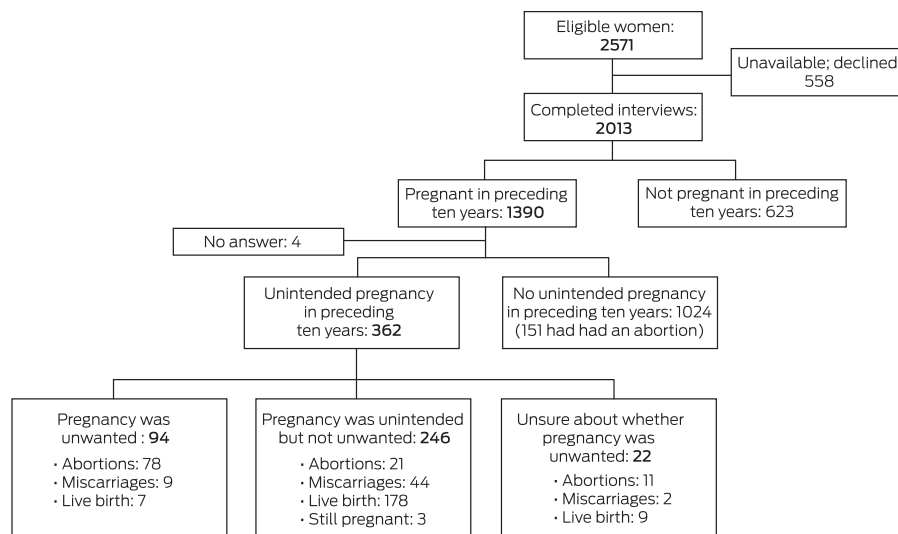 Eligible women:
2571
Unavailable; declined
558
Completed interviews:
2013
Pregnant in preceding
ten years: 1390
Not pregnant in preceding
ten years: 623
No answer: 4
Unintended pregnancy
in preceding
ten years: 362
No unintended pregnancy
in preceding ten years: 1024
(151 had had an abortion)
Pregnancy was
unwanted : 94
· Abortions: 78
· Miscarriages: 9
· Live birth: 7
Pregnancy was unintended
but not unwanted: 246
· Abortions: 21
· Miscarriages: 44
· Live birth: 178
· Still pregnant: 3
Unsure about whether
pregnancy was
unwanted: 22
· Abortions: 11
· Miscarriages: 2
· Live birth: 9